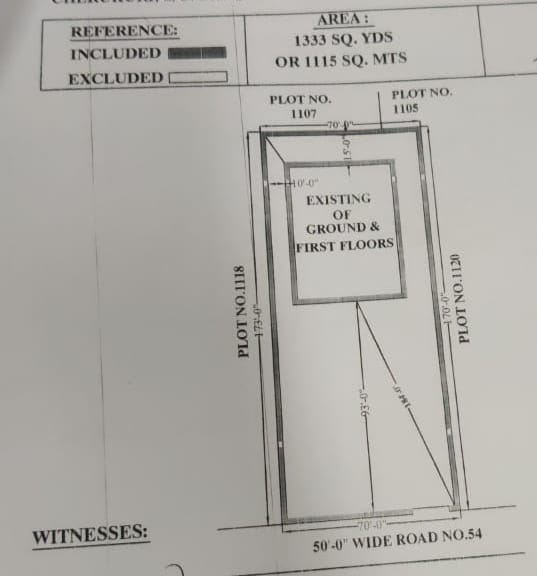 REFERENCE:
INCLUDED
EXCLUDED
AREA :
1333 SQ. YDS
OR 1115 SQ. MTS
PLOT NO.
1107
PLOT NO.
1105
70'-0"
15'-0"
10'-0"
EXISTING
OF
GROUND &
FIRST FLOORS
PLOT NO.1118
173'-0"
170'-0"
PLOT NO.1120
93'-0"
70'-0"
50'-0" WIDE ROAD NO.54
WITNESSES: